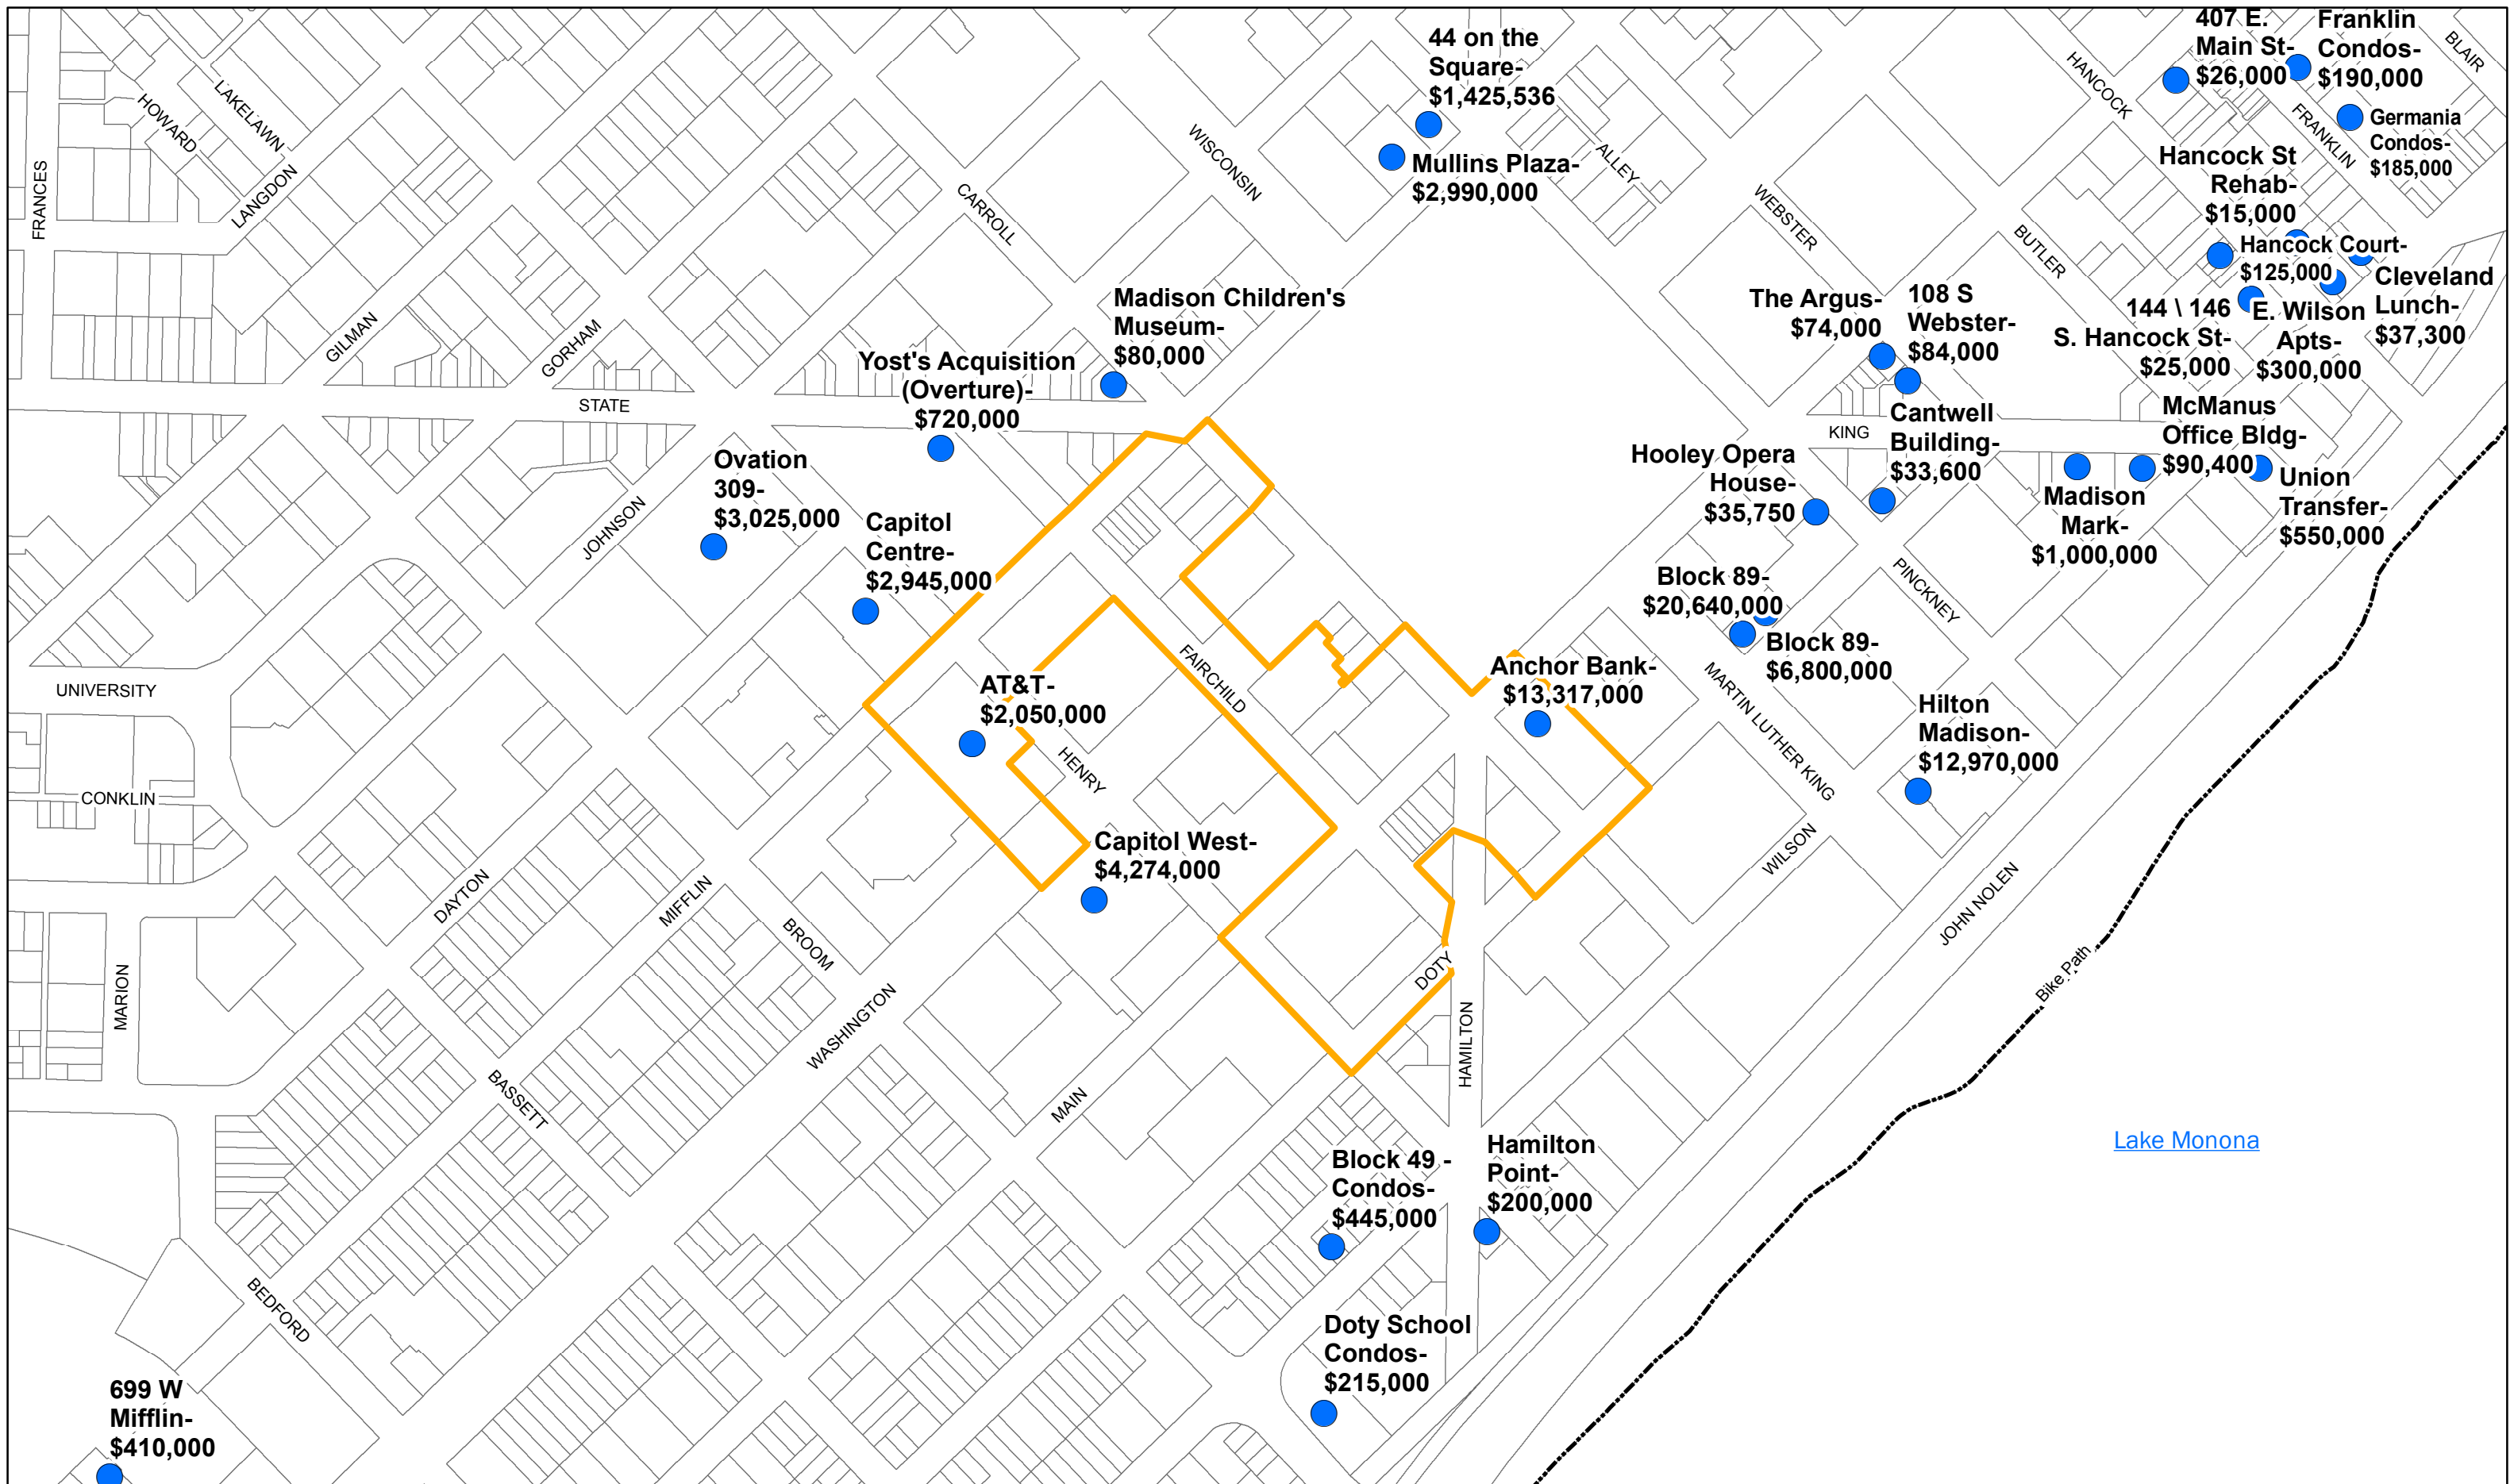 44 on the
Square-
$1,425,536
407 E.
Main St-
$26,000
Franklin
Condos-
$190,000
BLAIR
HANCOCK
LAKELAWN
HOWARD
Germania
Condos-
$185,000
FRANKLIN
WISCONSIN
ALLEY
Mullins Plaza-
$2,990,000
Hancock St
Rehab-
$15,000
FRANCES
LANGDON
CARROLL
WEBSTER
BUTLER
Hancock Court-
$125,000
Cleveland
Lunch-
$37,300
Madison Children's
Museum-
$80,000
The Argus-
$74,000
108 S
Webster-
$84,000
144 \ 146
S. Hancock St-
$25,000
E. Wilson
Apts-
$300,000
GILMAN
GORHAM
Yost's Acquisition
(Overture)-
$720,000
STATE
KING
Cantwell
Building-
$33,600
McManus
Office Bldg-
$90,400
Hooley Opera
House-
$35,750
Ovation
309-
$3,025,000
Union
Transfer-
$550,000
Madison
Mark-
$1,000,000
JOHNSON
Capitol
Centre-
$2,945,000
Block 89-
$20,640,000
PINCKNEY
Block 89-
$6,800,000
FAIRCHILD
Anchor Bank-
$13,317,000
MARTIN LUTHER KING
UNIVERSITY
AT&T-
$2,050,000
Hilton
Madison-
$12,970,000
HENRY
CONKLIN
Capitol West-
$4,274,000
WILSON
DAYTON
MIFFLIN
BROOM
JOHN NOLEN
DOTY
Bike Path
MARION
WASHINGTON
HAMILTON
BASSETT
MAIN
Lake Monona
Block 49 -
Condos-
$445,000
Hamilton
Point-
$200,000
BEDFORD
Doty School
Condos-
$215,000
699 W
Mifflin-
$410,000